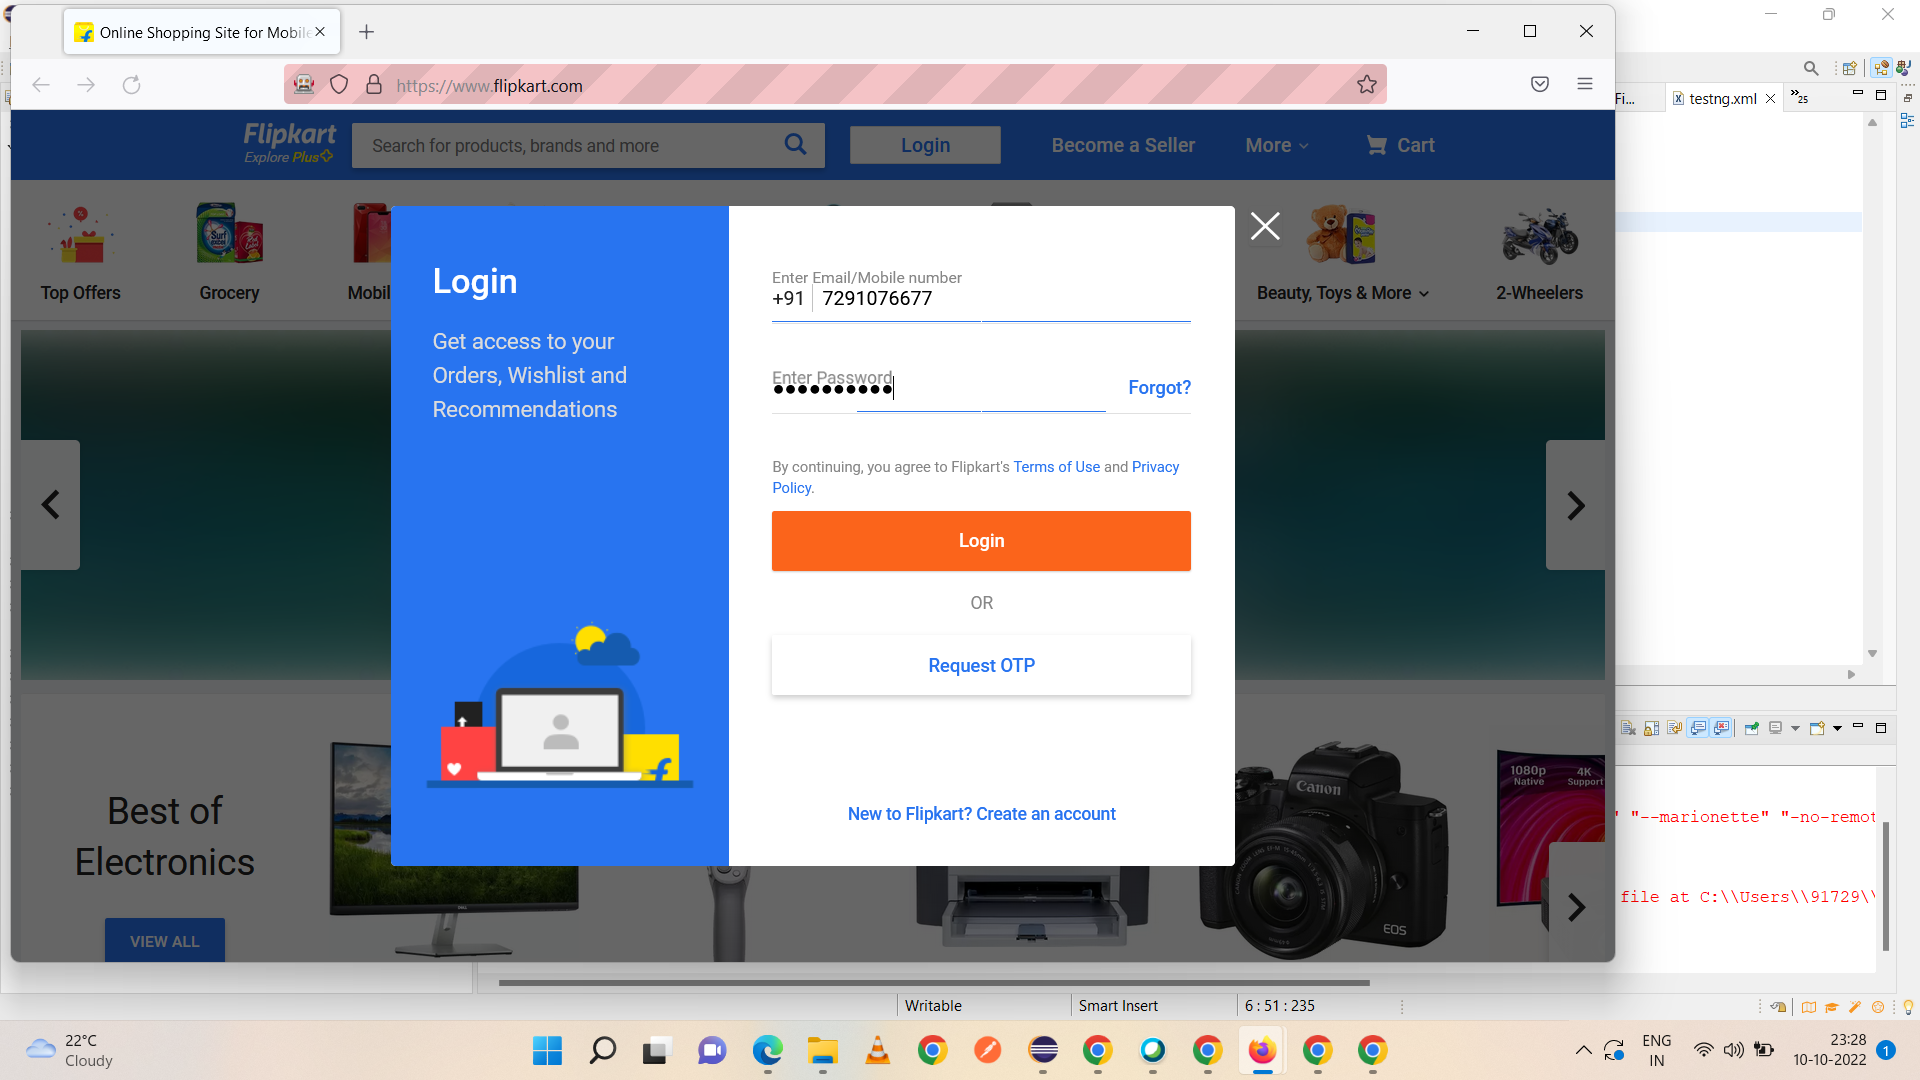 Online Shopping Site for Mobile
https://www.flipkart.com
Fi...
testng.xml
25
Flipkart
Explore Plus
Search for products, brands and more
Login
Become a Seller
More
Cart
Top Offers
Grocery
Mobil
Beauty, Toys & More
2-Wheelers
Login
Get access to your
Orders, Wishlist and
Recommendations
Enter Email/Mobile number
+91 7291076677
Enter Password
Forgot?
By continuing, you agree to Flipkart's Terms of Use and Privacy
Policy.
Login
OR
Request OTP
New to Flipkart? Create an account
Best of
Electronics
VIEW ALL
Canon
EOS
1080p
Native
4K
Support
" "--marionette" "-no-remot
file at C:\\Users\\91729\\
Writable
Smart Insert
6 : 51 : 235
22°C
Cloudy
ENG
IN
23:28
10-10-2022
1